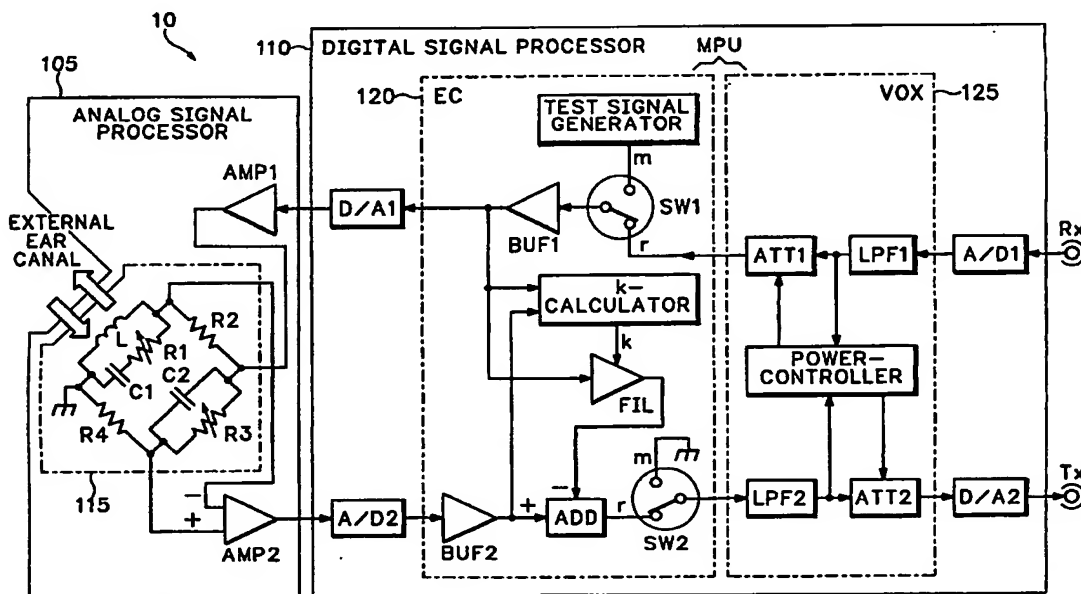 10
110
DIGITAL SIGNAL PROCESSOR
MPU
105
120
EC
VOX
125
ANALOG SIGNAL
PROCESSOR
TEST SIGNAL
GENERATOR
m
AMP1
D/A1
BUF1
SW1
r
EXTERNAL
EAR
CANAL
ATT1
LPF1
A/D1
Rx
k-
CALCULATOR
k
R2
L
R1
C1
C2
R4
R3
FIL
POWER-
CONTROLLER
115
-
+
AMP2
A/D2
BUF2
+
-
ADD
r
m
SW2
LPF2
ATT2
D/A2
Tx